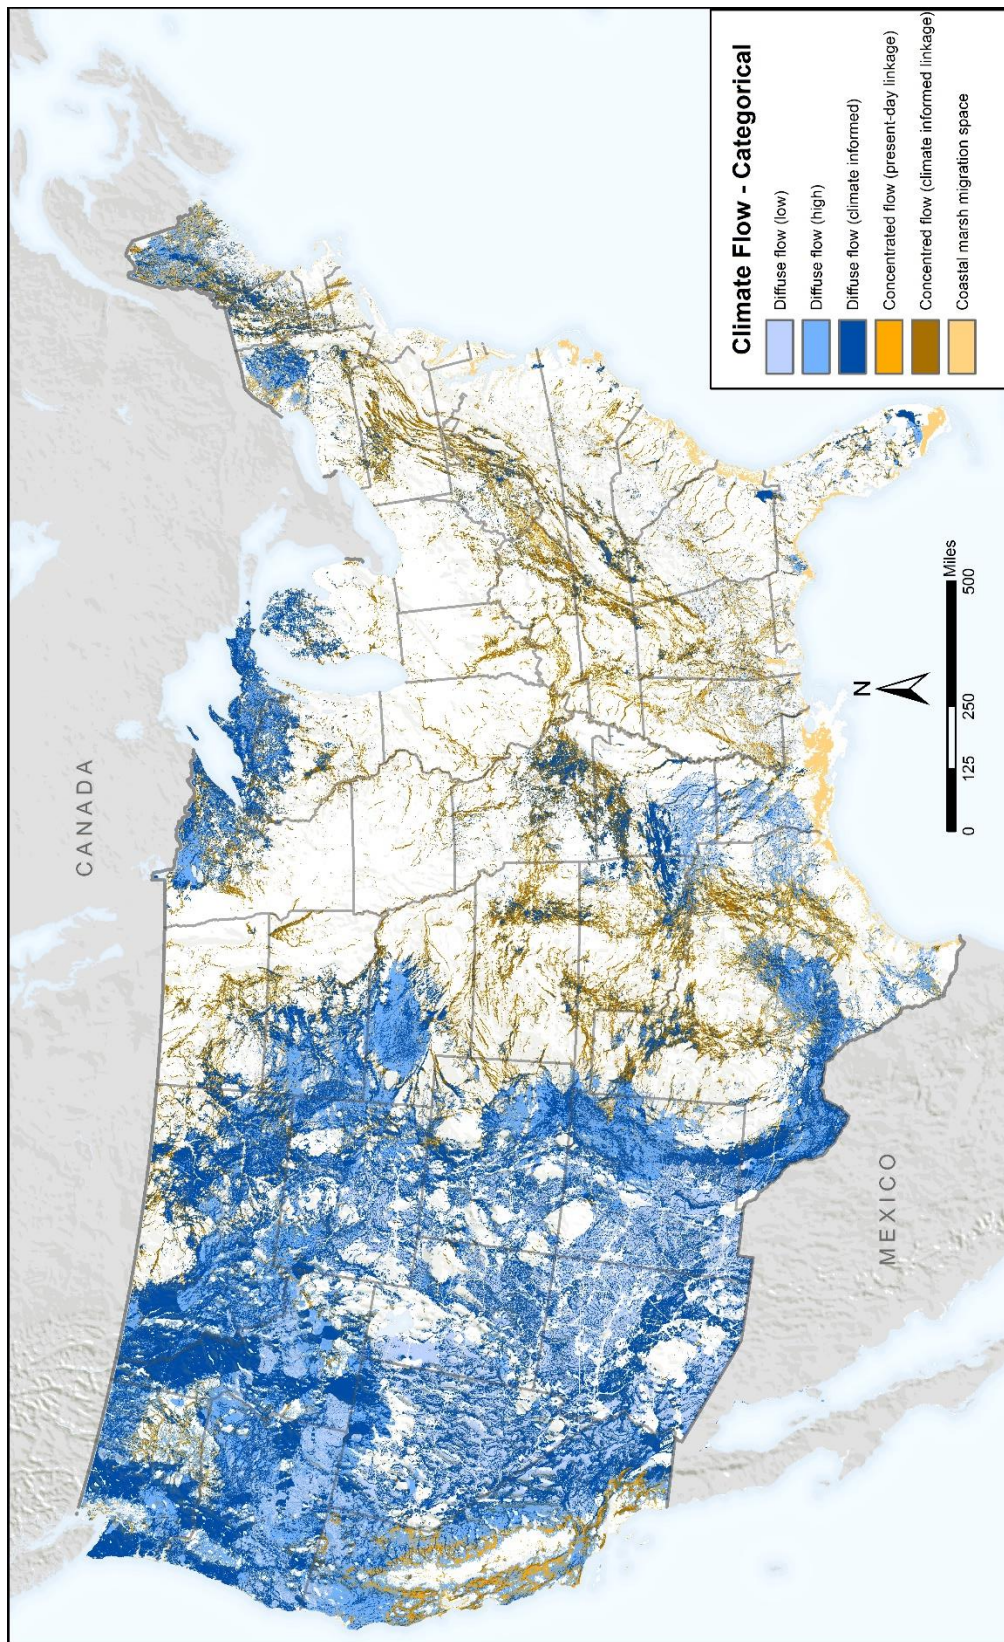 CANADA
MEXICO
Climate Flow - Categorical
Diffuse flow (low)
Diffuse flow (high)
Diffuse flow (climate informed)
Concentrated flow (present-day linkage)
Concentred flow (climate informed linkage)
Coastal marsh migration space
N
0 125 250 500
Miles